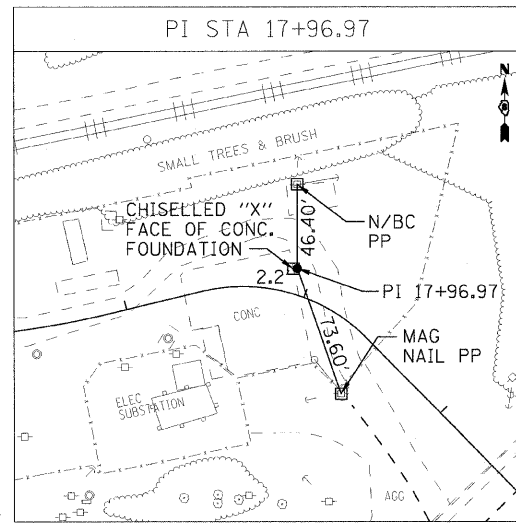 PI STA 17+96.97
N
SMALL TREES & BRUSH
CHISELLED "X"
FACE OF CONC.
FOUNDATION
46.40'
N/BC
PP
2.2
PI 17+96.97
CONC
73.60'
MAG
NAIL PP
ELEC
SUBSTATION
AGG